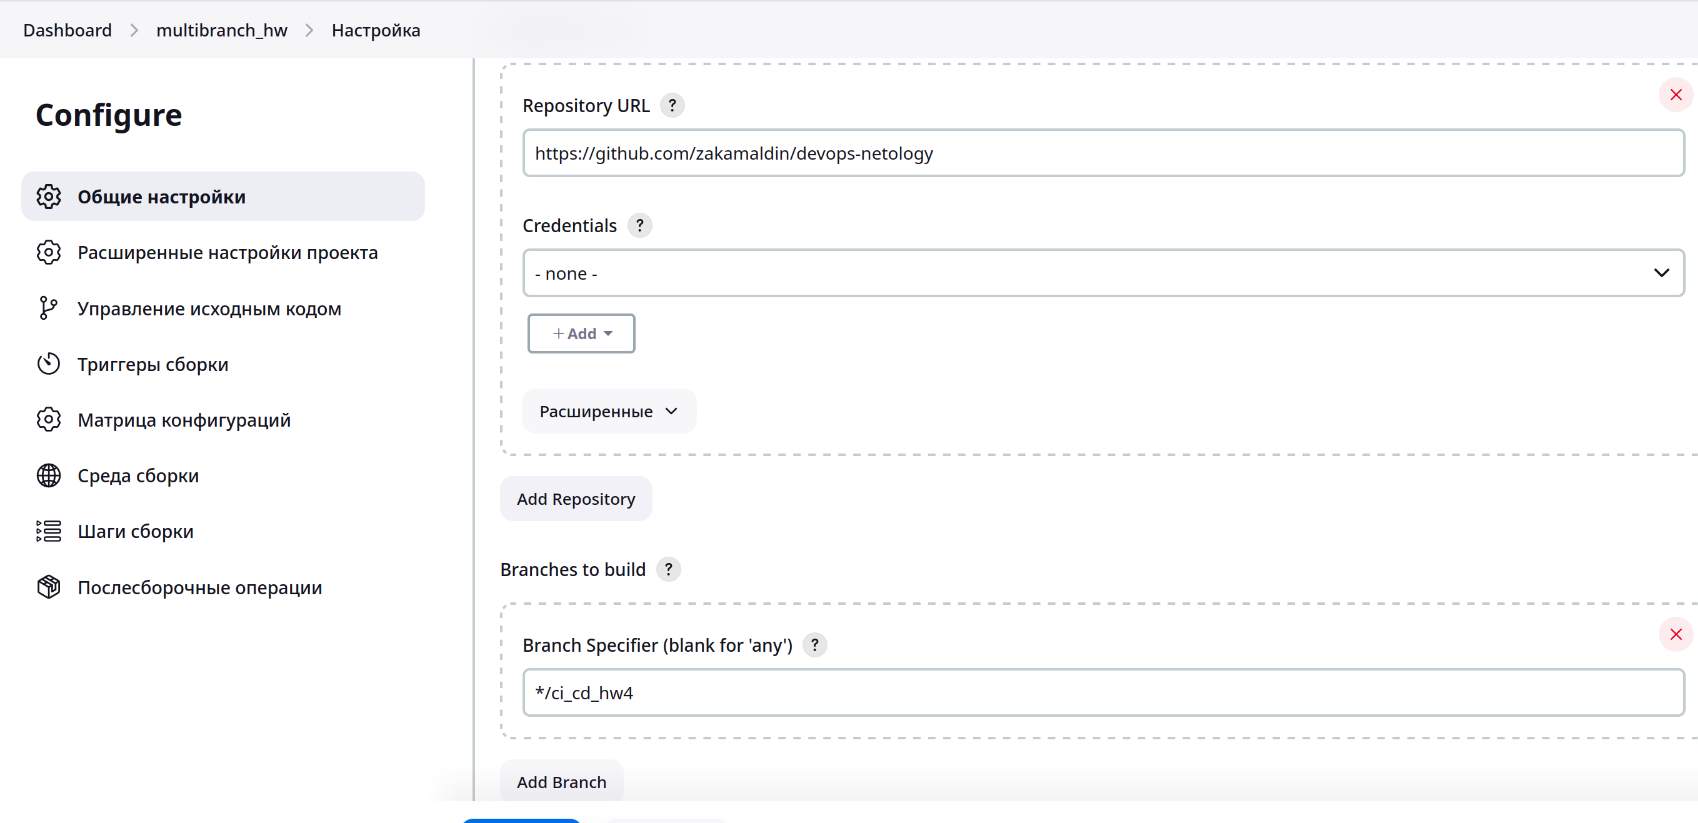 Dashboard > multibranch_hw > Настройка
Configure
Общие настройки
Расширенные настройки проекта
Управление исходным кодом
Триггеры сборки
Матрица конфигураций
Среда сборки
Шаги сборки
Послесборочные операции
Repository URL ?
https://github.com/zakamaldin/devops-netology
Credentials ?
- none -
+ Add
Расширенные
Add Repository
Branches to build ?
Branch Specifier (blank for 'any') ?
*/ci_cd_hw4
Add Branch